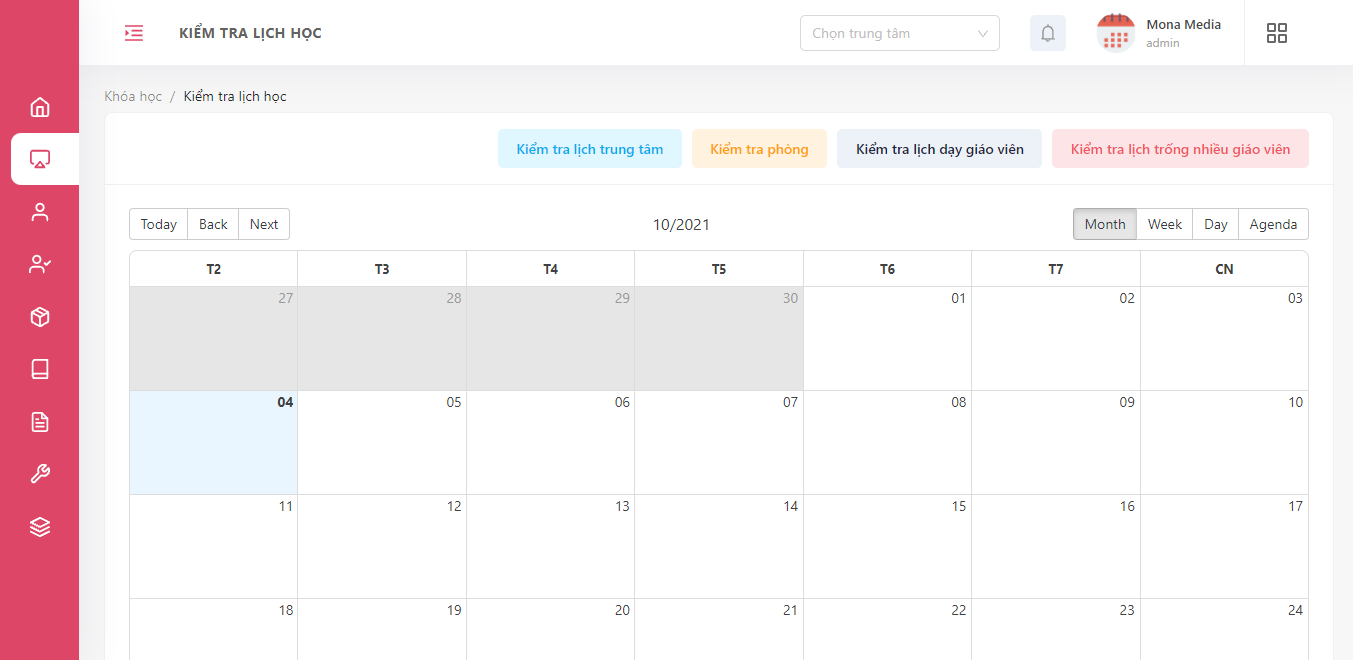 KIỂM TRA LỊCH HỌC
Chọn trung tâm
Mona Media
admin
Khóa học / Kiểm tra lịch học
Kiểm tra lịch trung tâm Kiểm tra phòng Kiểm tra lịch dạy giáo viên Kiểm tra lịch trống nhiều giáo viên
Today Back Next 10/2021 Month Week Day Agenda
T2 T3 T4 T5 T6 T7 CN
27 28 29 30 01 02 03
04 05 06 07 08 09 10
11 12 13 14 15 16 17
18 19 20 21 22 23 24